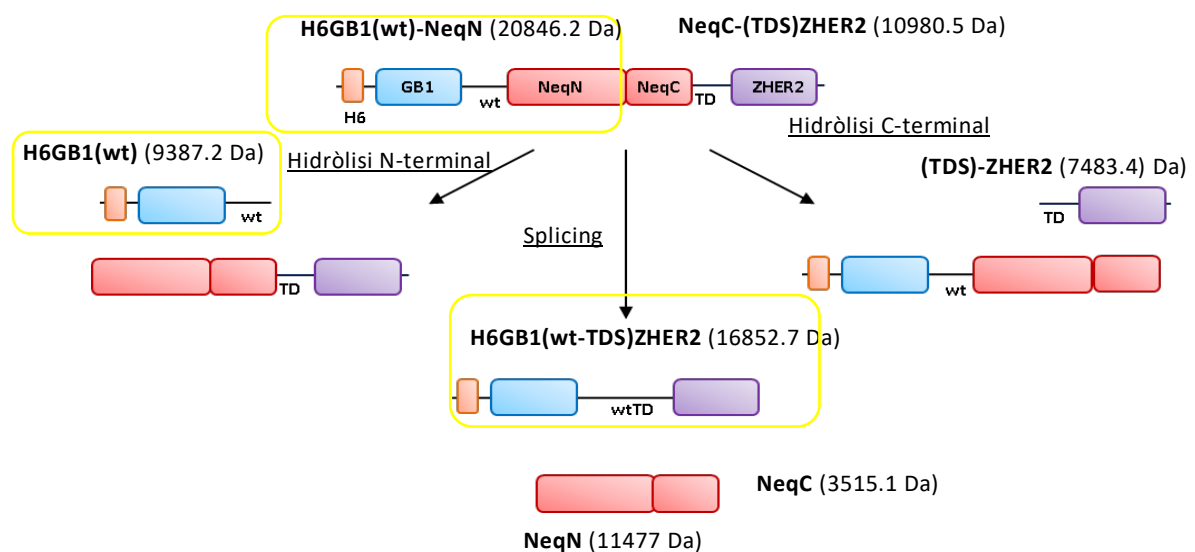 H6GB1(wt)-NeqN (20846.2 Da)
NeqC-(TDS)ZHER2 (10980.5 Da)
GB1
NeqN
NeqC
ZHER2
H6
wt
TD
Hidròlisi C-terminal
H6GB1(wt) (9387.2 Da)
Hidròlisi N-terminal
(TDS)-ZHER2 (7483.4) Da)
wt
TD
Splicing
TD
wt
H6GB1(wt-TDS)ZHER2 (16852.7 Da)
wtTD
NeqC (3515.1 Da)
NeqN (11477 Da)